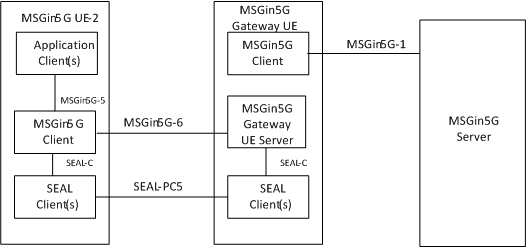 MSGin5G UE-2
Application
Client(s)
MSGin5G-5
MSGin5G
Client
SEAL-C
SEAL
Client(s)
MSGin5G-6
SEAL-PC5
MSGin5G
Gateway UE
MSGin5G
Client
MSGin5G
Gateway
UE Server
SEAL-C
SEAL
Client(s)
MSGin5G-1
MSGin5G
Server